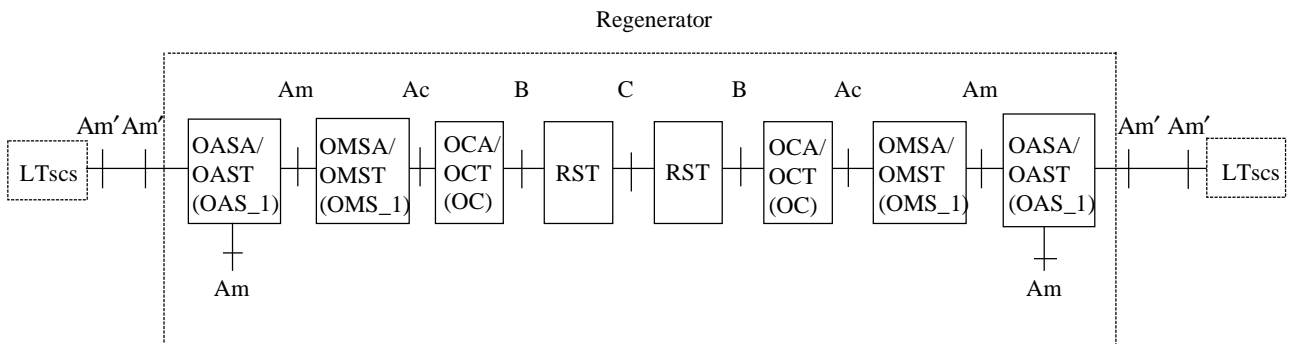 Regenerator
Am Ac B C B Ac Am
Am′ Am′ Am′ Am′
LTscs
OASA/
OAST
(OAS_1)
OMSA/
OMST
(OMS_1)
OCA/
OCT
(OC)
RST
RST
OCA/
OCT
(OC)
OMSA/
OMST
(OMS_1)
OASA/
OAST
(OAS_1)
LTscs
Am Am